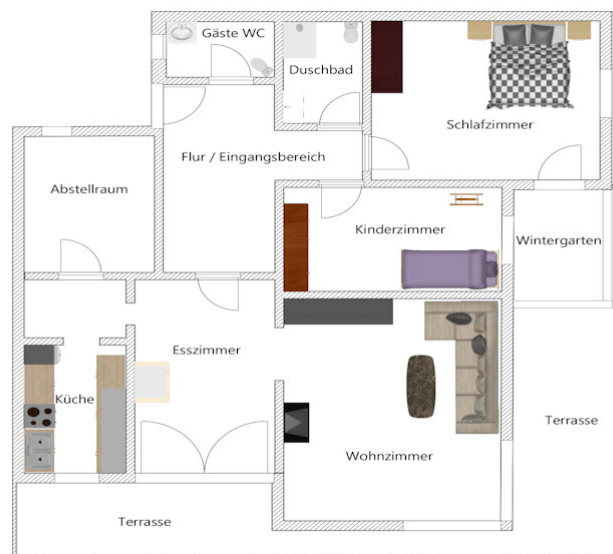 Gäste WC
Duschbad
Schlafzimmer
Flur / Eingangsbereich
Abstellraum
Kinderzimmer
Wintergarten
Esszimmer
Küche
Terrasse
Wohnzimmer
Terrasse